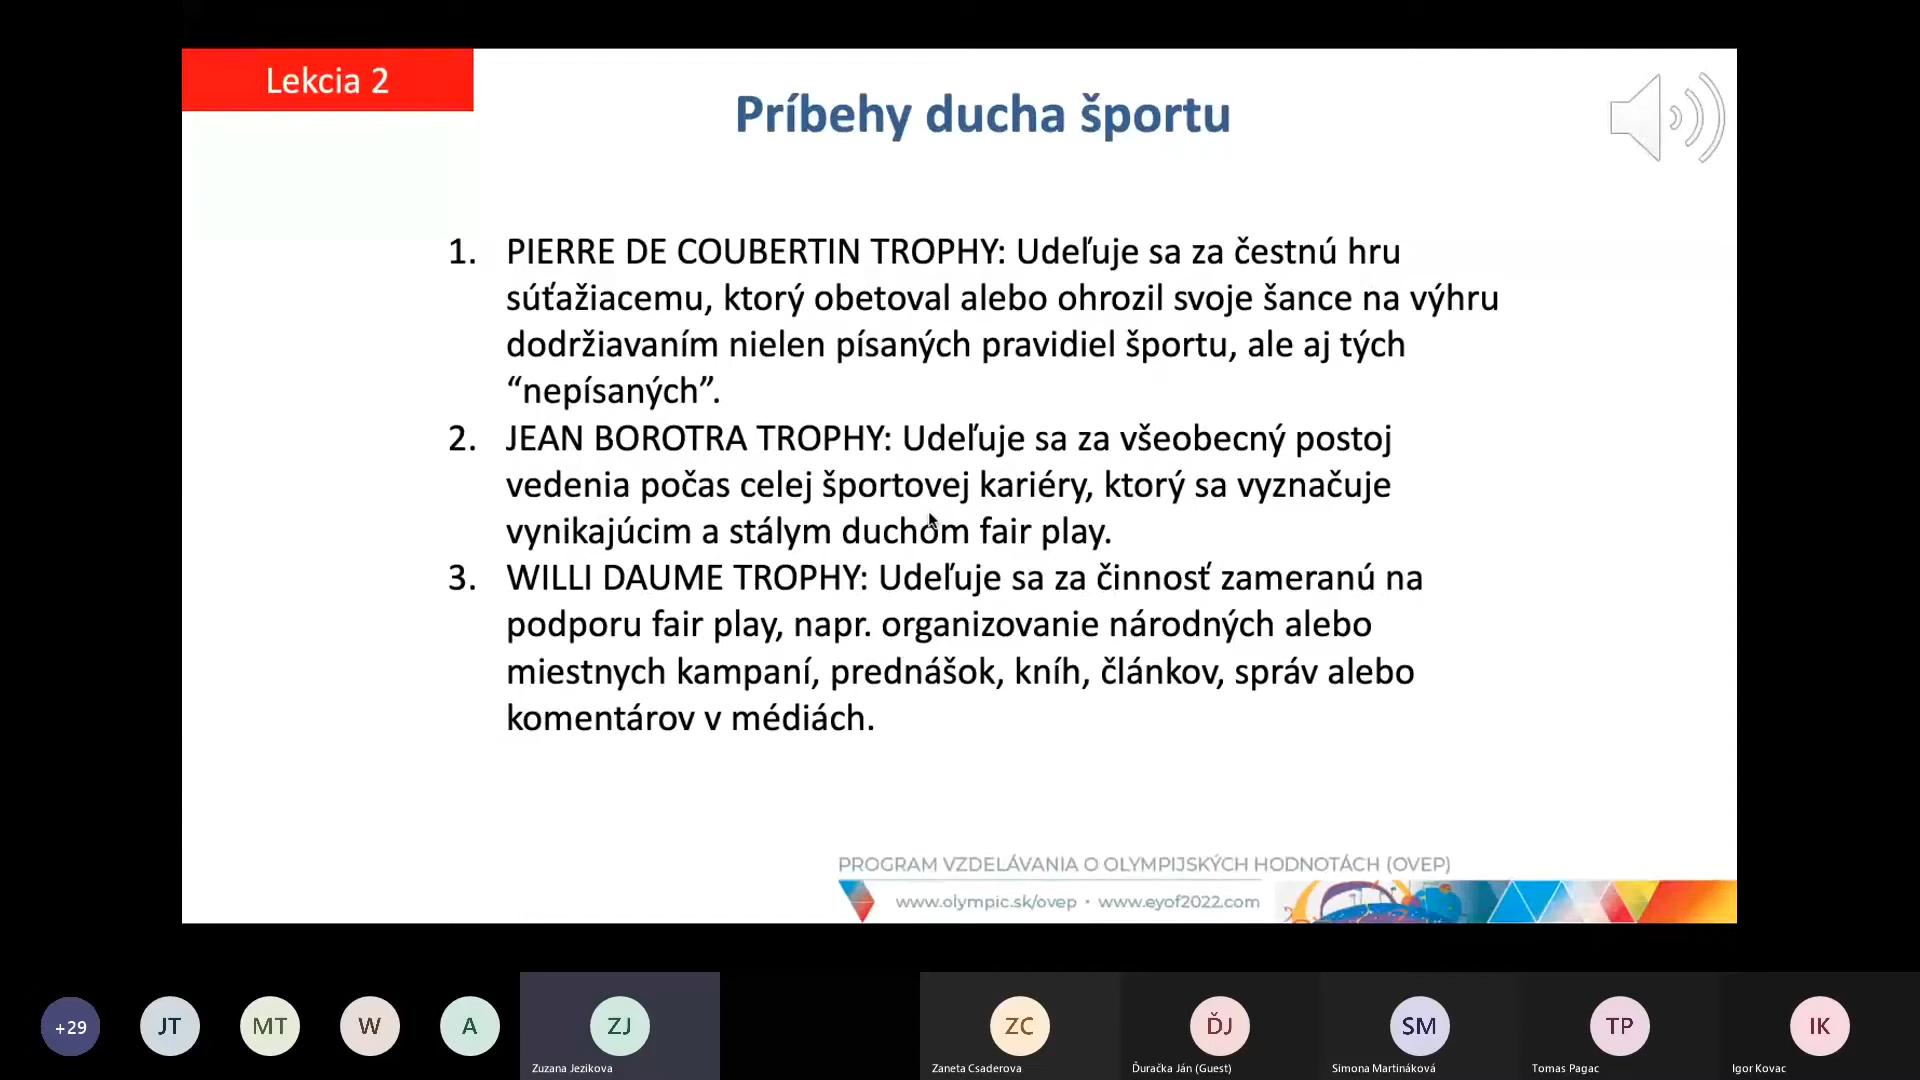 Lekcia 2
Príbehy ducha športu
1. PIERRE DE COUBERTIN TROPHY: Udeľuje sa za čestnú hru
súťažiacemu, ktorý obetoval alebo ohrozil svoje šance na výhru
dodržiavaním nielen písaných pravidiel športu, ale aj tých
“nepísaných”.
2. JEAN BOROTRA TROPHY: Udeľuje sa za všeobecný postoj
vedenia počas celej športovej kariéry, ktorý sa vyznačuje
vynikajúcim a stálym duchom fair play.
3. WILLI DAUME TROPHY: Udeľuje sa za činnosť zameranú na
podporu fair play, napr. organizovanie národných alebo
miestnych kampaní, prednášok, kníh, článkov, správ alebo
komentárov v médiách.
PROGRAM VZDELÁVANIA O OLYMPIJSKÝCH HODNOTÁCH (OVEP)
www.olympic.sk/ovep • www.eyof2022.com
+29 JT MT W A ZJ ZC ĎJ SM TP IK
Zuzana Jezikova Zaneta Csaderova Ďuračka Ján (Guest) Simona Martináková Tomas Pagac Igor Kovac